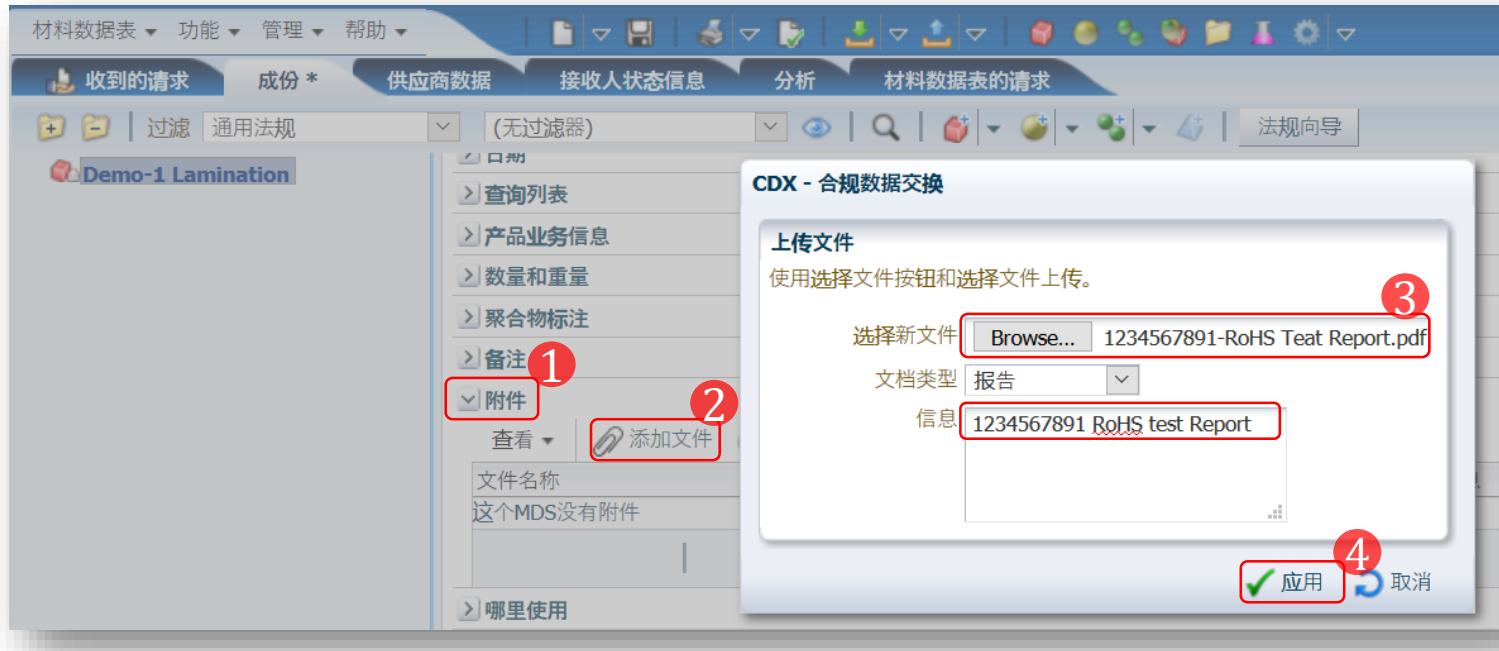 材料数据表 功能 管理 帮助
收到的请求 成份 * 供应商数据 接收人状态信息 分析 材料数据表的请求
过滤 通用法规 (无过滤器) 法规向导
Demo-1 Lamination
日期
查询列表
产品业务信息
数量和重量
聚合物标注
备注
1
附件
2
查看 添加文件
文件名称
这个MDS没有附件
哪里使用
CDX - 合规数据交换
上传文件
使用选择文件按钮和选择文件上传。
3
选择新文件 Browse... 1234567891-RoHS Teat Report.pdf
文档类型 报告
信息 1234567891 RoHS test Report
4
应用 取消